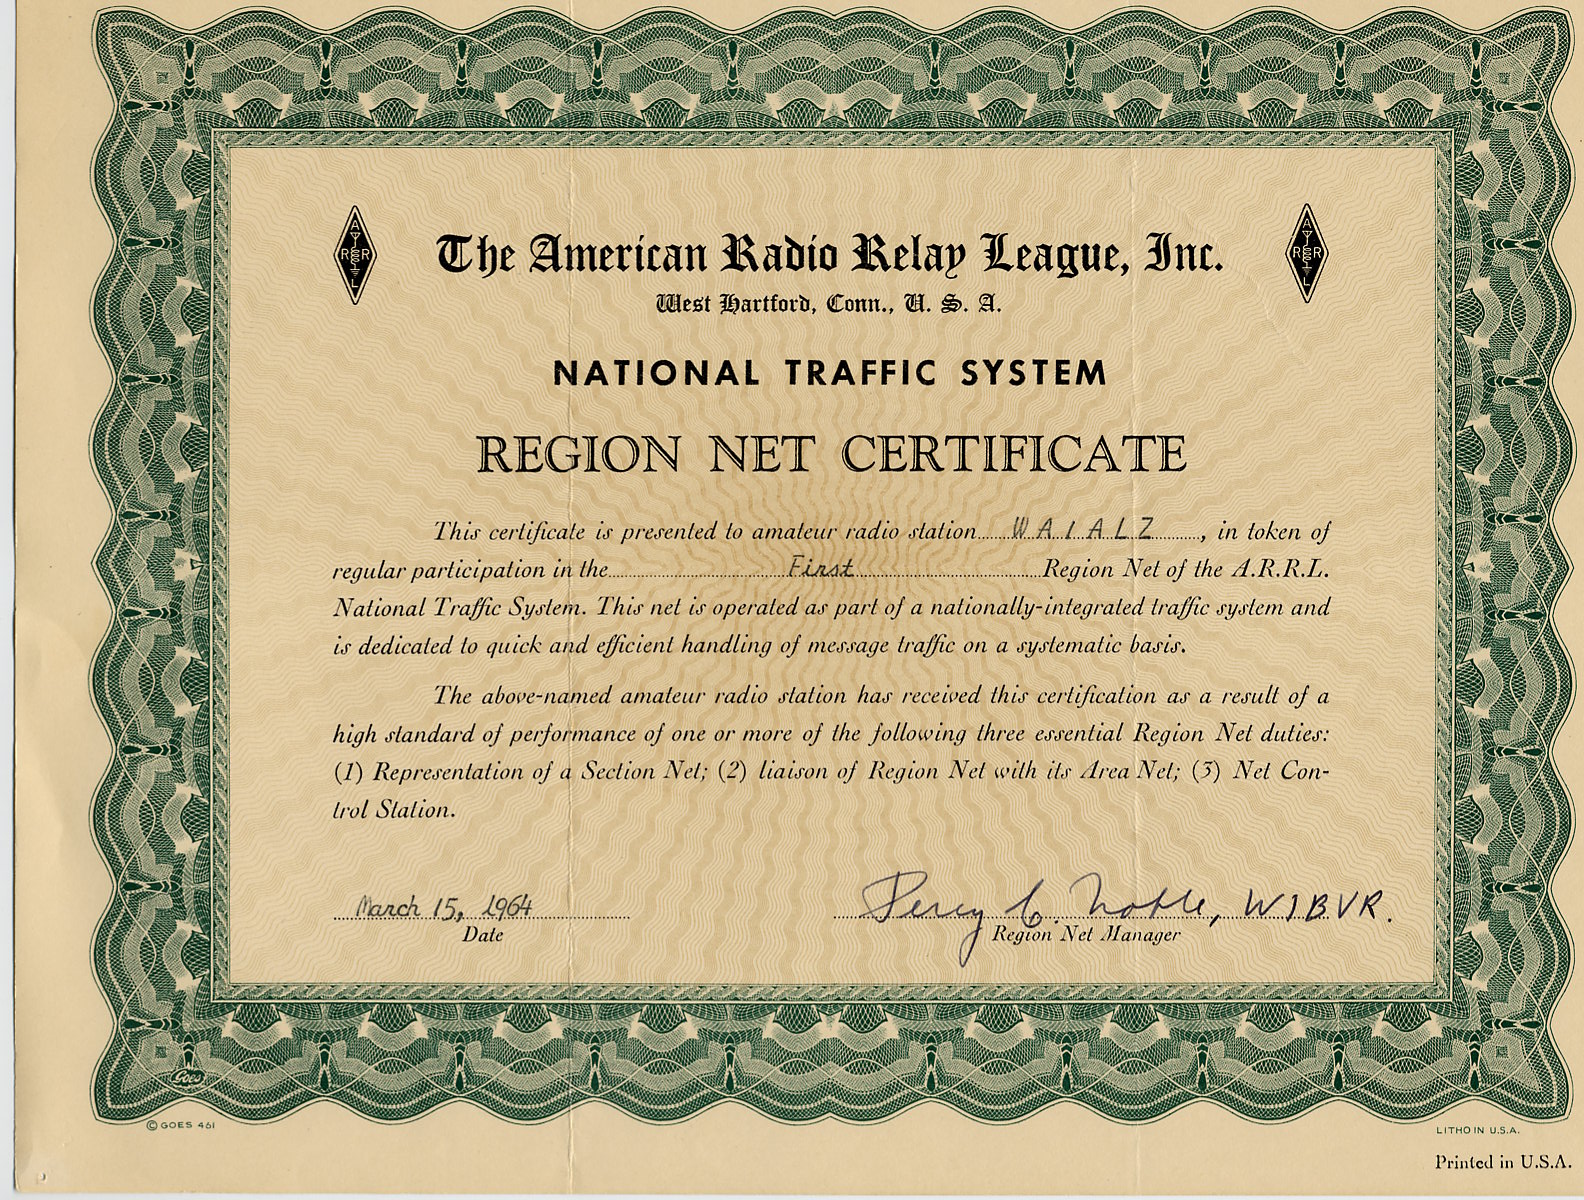 The American Radio Relay League, Inc.
West Hartford, Conn., U. S. A.
NATIONAL TRAFFIC SYSTEM
REGION NET CERTIFICATE
This certificate is presented to amateur radio station WA1ALZ, in token of
regular participation in the First Region Net of the A.R.R.L.
National Traffic System. This net is operated as part of a nationally-integrated traffic system and
is dedicated to quick and efficient handling of message traffic on a systematic basis.
The above-named amateur radio station has received this certification as a result of a
high standard of performance of one or more of the following three essential Region Net duties:
(1) Representation of a Section Net; (2) liaison of Region Net with its Area Net; (3) Net Con-
trol Station.
March 15, 1964
Percy C. Noble, W1BVR.
Date
Region Net Manager
Goes
© GOES 461
LITHO IN U.S.A.
Printed in U.S.A.
A
R R
L
A
R R
L